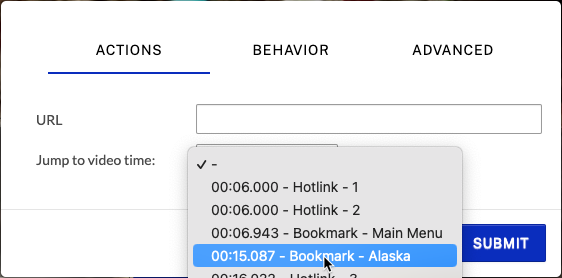 ACTIONS BEHAVIOR ADVANCED
URL
Jump to video time:
✓ -
00:06.000 - Hotlink - 1
00:06.000 - Hotlink - 2
00:06.943 - Bookmark - Main Menu
00:15.087 - Bookmark - Alaska
SUBMIT